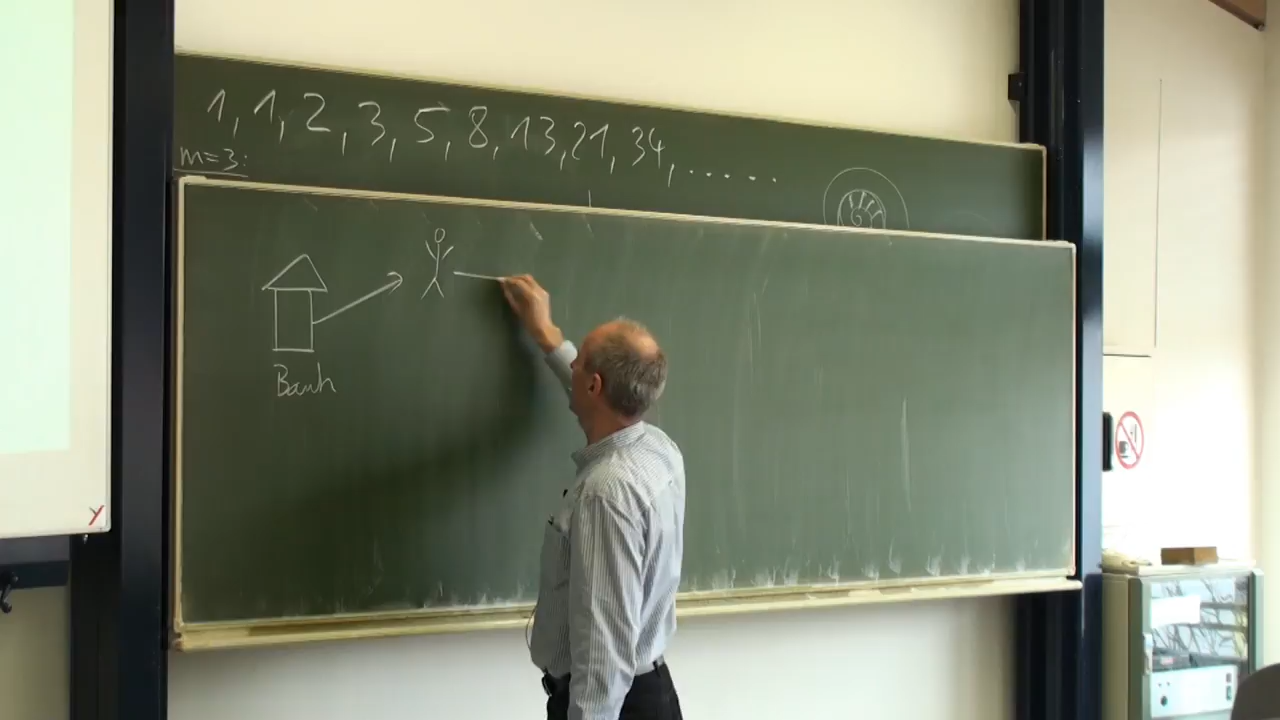 1, 1, 2, 3, 5, 8, 13, 21, 34, .....
m=3:
Bank